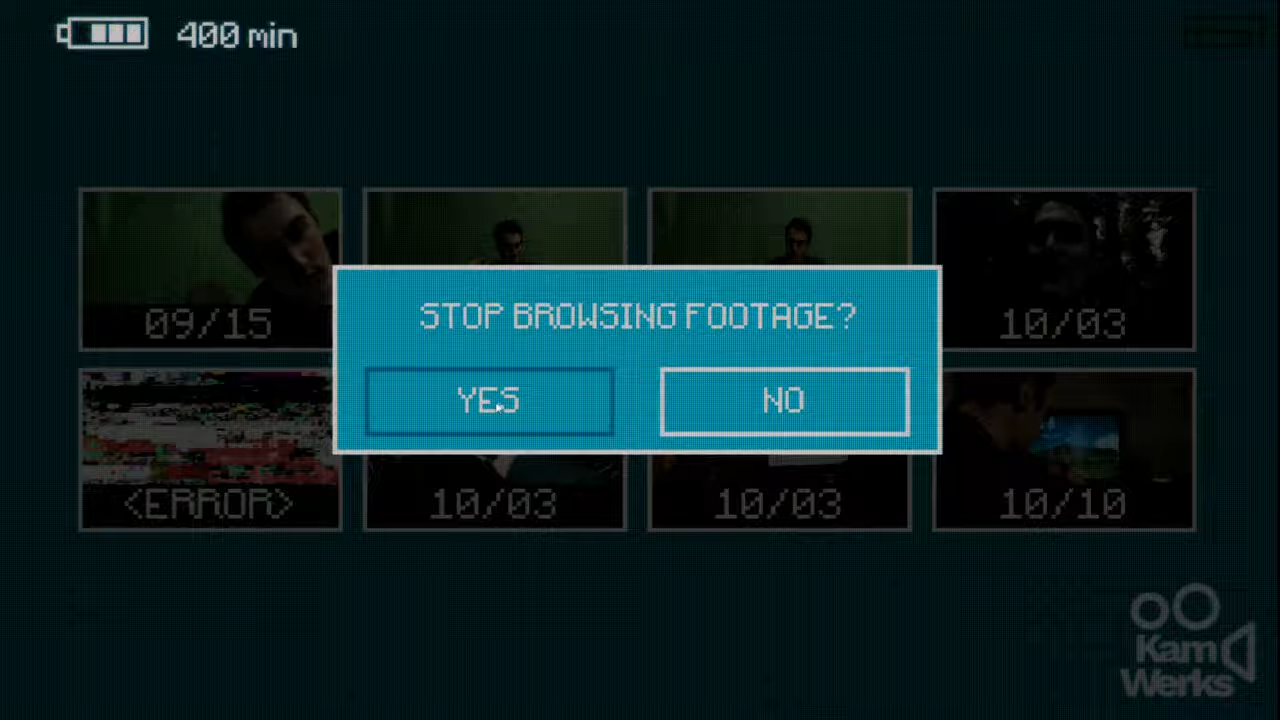 400 min
STOP BROWSING FOOTAGE?
YES
NO
09/15
10/03
<ERROR>
10/03
10/03
10/10
Kam
Werks